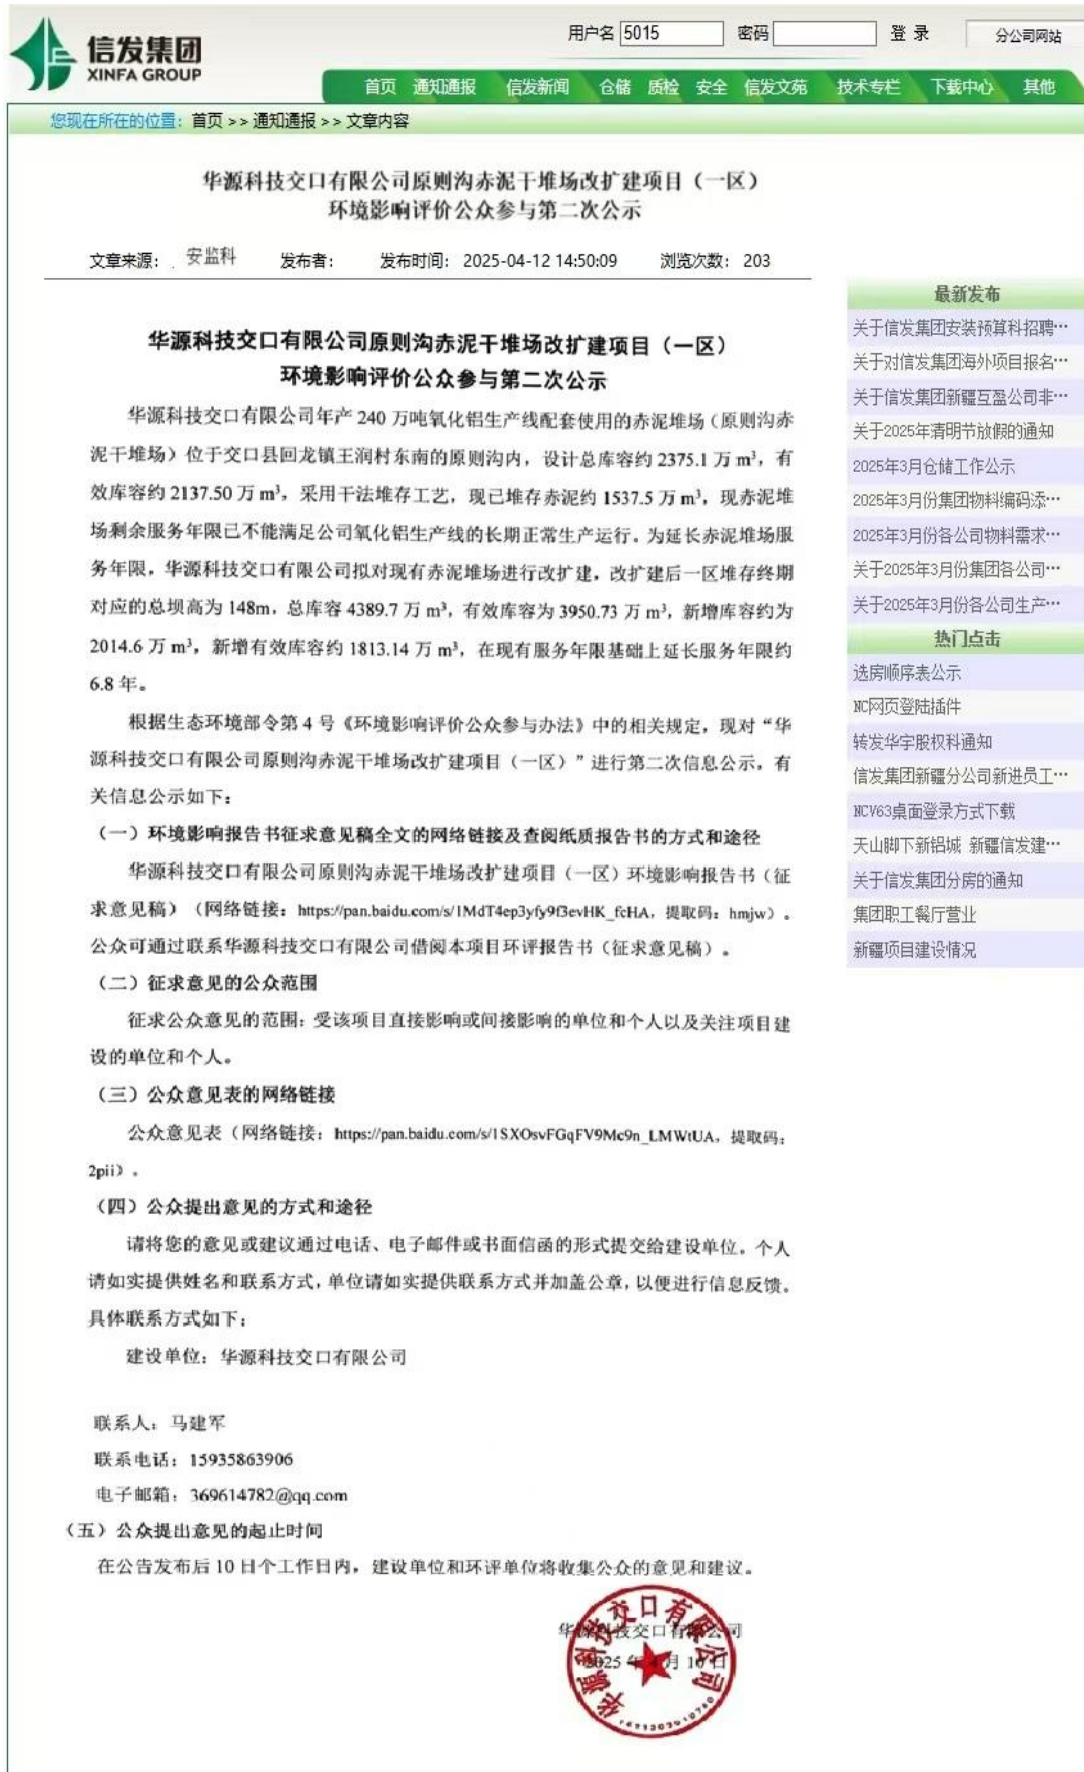 信发集团
XINFA GROUP
用户名 5015 密码 登 录 分公司网站
首页 通知通报 信发新闻 仓储 质检 安全 信发文苑 技术专栏 下载中心 其他
您现在所在的位置：首页 >> 通知通报 >> 文章内容
华源科技交口有限公司原则沟赤泥干堆场改扩建项目（一区）
环境影响评价公众参与第二次公示
文章来源： 安监科 发布者： 发布时间： 2025-04-12 14:50:09 浏览次数： 203
华源科技交口有限公司原则沟赤泥干堆场改扩建项目（一区）
环境影响评价公众参与第二次公示
华源科技交口有限公司年产 240 万吨氧化铝生产线配套使用的赤泥堆场（原则沟赤
泥干堆场）位于交口县回龙镇王润村东南的原则沟内，设计总库容约 2375.1 万 m³，有
效库容约 2137.50 万 m³，采用干法堆存工艺，现已堆存赤泥约 1537.5 万 m³，现赤泥堆
场剩余服务年限已不能满足公司氧化铝生产线的长期正常生产运行。为延长赤泥堆场服
务年限，华源科技交口有限公司拟对现有赤泥堆场进行改扩建，改扩建后一区堆存终期
对应的总坝高为 148m，总库容 4389.7 万 m³，有效库容为 3950.73 万 m³，新增库容约为
2014.6 万 m³，新增有效库容约 1813.14 万 m³，在现有服务年限基础上延长服务年限约
6.8 年。
根据生态环境部令第 4 号《环境影响评价公众参与办法》中的相关规定，现对“华
源科技交口有限公司原则沟赤泥干堆场改扩建项目（一区）”进行第二次信息公示，有
关信息公示如下：
（一）环境影响报告书征求意见稿全文的网络链接及查阅纸质报告书的方式和途径
华源科技交口有限公司原则沟赤泥干堆场改扩建项目（一区）环境影响报告书（征
求意见稿）（网络链接：https://pan.baidu.com/s/1MdT4ep3yfy9f3evHK_fcHA，提取码：hmjw）。
公众可通过联系华源科技交口有限公司借阅本项目环评报告书（征求意见稿）。
（二）征求意见的公众范围
征求公众意见的范围：受该项目直接影响或间接影响的单位和个人以及关注项目建
设的单位和个人。
（三）公众意见表的网络链接
公众意见表（网络链接：https://pan.baidu.com/s/1SXOsvFGqFV9Mc9n_LMWtUA，提取码：
2pii）。
（四）公众提出意见的方式和途径
请将您的意见或建议通过电话、电子邮件或书面信函的形式提交给建设单位。个人
请如实提供姓名和联系方式，单位请如实提供联系方式并加盖公章，以便进行信息反馈。
具体联系方式如下：
建设单位：华源科技交口有限公司
联系人：马建军
联系电话：15935863906
电子邮箱：369614782@qq.com
（五）公众提出意见的起止时间
在公告发布后 10 日个工作日内，建设单位和环评单位将收集公众的意见和建议。
华源科技交口有限公司
2025 年 4 月 10 日
华源科技交口有限公司
最新发布
关于信发集团安装预算科招聘…
关于对信发集团海外项目报名…
关于信发集团新疆互盈公司非…
关于2025年清明节放假的通知
2025年3月仓储工作公示
2025年3月份集团物料编码添…
2025年3月份各公司物料需求…
关于2025年3月份集团各公司…
关于2025年3月份各公司生产…
热门点击
选房顺序表公示
NC网页登陆插件
转发华宇股权科通知
信发集团新疆分公司新进员工…
NCV63桌面登录方式下载
天山脚下新铝城 新疆信发建…
关于信发集团分房的通知
集团职工餐厅营业
新疆项目建设情况